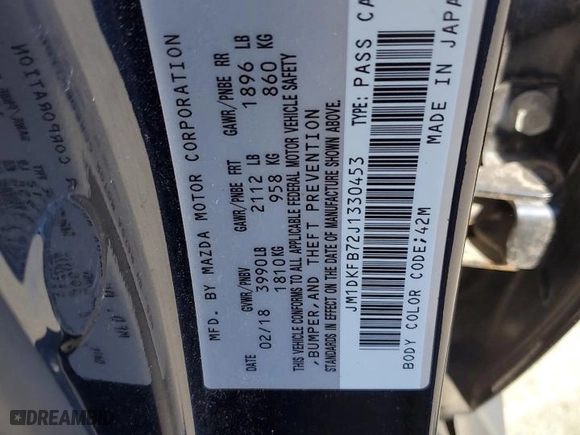 MFD. BY MAZDA MOTOR CORPORATION
GVWR/PNBV GAWR/PNBE FRT GAWR/PNBE RR
DATE
02/18 3990LB 2112 LB 1896 LB
1810KG 958 KG 860 KG
THIS VEHICLE CONFORMS TO ALL APPLICABLE FEDERAL MOTOR VEHICLE SAFETY
,BUMPER,AND THEFT PREVENTION
STANDARDS IN EFFECT ON THE DATE OF MANUFACTURE SHOWN ABOVE.
JM1DKFB72J1330453 TYPE: PASS CA
BODY COLOR CODE;42M MADE IN JAPA
DREAMBID